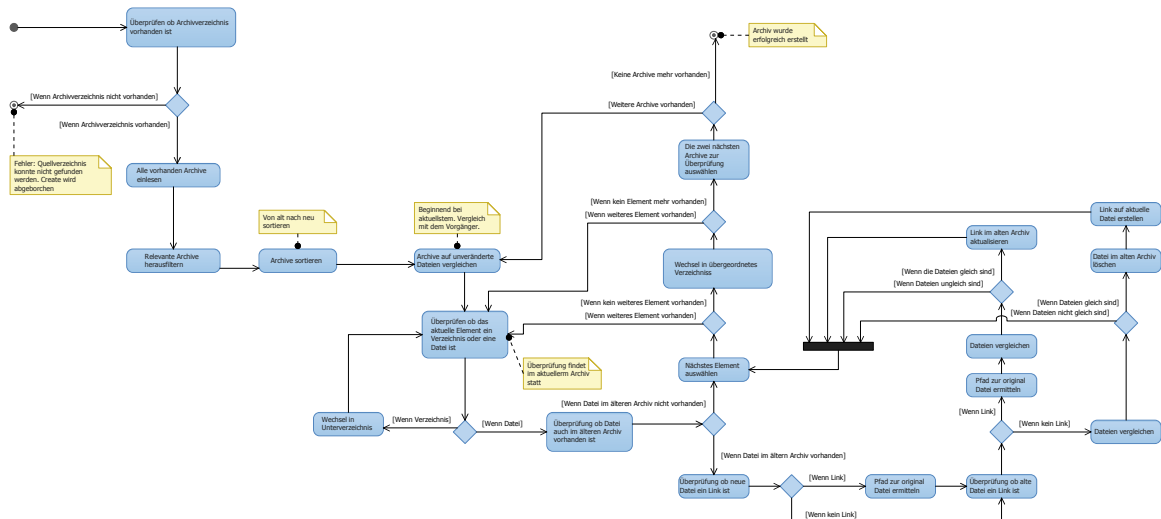 Überprüfen ob Archivverzeichnis
vorhanden ist
Archiv wurde
erfolgreich erstellt
[Keine Archive mehr vorhanden]
[Wenn Archivverzeichnis nicht vorhanden]
[Weitere Archive vorhanden]
[Wenn Archivverzeichnis vorhanden]
Fehler: Quellverzeichnis
konnte nicht gefunden
werden. Create wird
abgeborchen
Alle vorhanden Archive
einlesen
Die zwei nächsten
Archive zur
Überprüfung
auswählen
[Wenn kein Element mehr vorhanden]
[Wenn weiteres Element vorhanden]
Von alt nach neu
sortieren
Beginnend bei
aktuellstem. Vergleich
mit dem Vorgänger.
Link auf aktuelle
Datei erstellen
Link im alten Archiv
aktualisieren
Relevante Archive
herausfiltern
Archive sortieren
Archive auf unveränderte
Dateien vergleichen
Wechsel in übergeordnetes
Verzeichniss
Datei im alten Archiv
löschen
[Wenn die Dateien gleich sind]
[Wenn Dateien ungleich sind]
[Wenn kein weiteres Element vorhanden]
[Wenn weiteres Element vorhanden]
[Wenn Dateien gleich sind]
[Wenn Dateien nicht gleich sind]
Überprüfen ob das
aktuelle Element ein
Verzeichnis oder eine
Datei ist
Dateien vergleichen
Überprüfung findet
im aktuellerm Archiv
statt
Nächstes Element
auswählen
Pfad zur original
Datei ermitteln
[Wenn Datei im älteren Archiv nicht vorhanden]
[Wenn Link]
Wechsel in
Unterverzeichnis
[Wenn Verzeichnis]
[Wenn Datei]
Überprüfung ob Datei
auch im älteren Archiv
vorhanden ist
[Wenn kein Link]
Dateien vergleichen
[Wenn Datei im ältern Archiv vorhanden]
Überprüfung ob neue
Datei ein Link ist
[Wenn Link]
Pfad zur original
Datei ermitteln
Überprüfung ob alte
Datei ein Link ist
[Wenn kein Link]